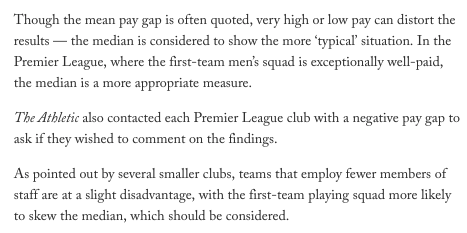 Though the mean pay gap is often quoted, very high or low pay can distort the
results — the median is considered to show the more ‘typical’ situation. In the
Premier League, where the first-team men’s squad is exceptionally well-paid,
the median is a more appropriate measure.
The Athletic also contacted each Premier League club with a negative pay gap to
ask if they wished to comment on the findings.
As pointed out by several smaller clubs, teams that employ fewer members of
staff are at a slight disadvantage, with the first-team playing squad more likely
to skew the median, which should be considered.